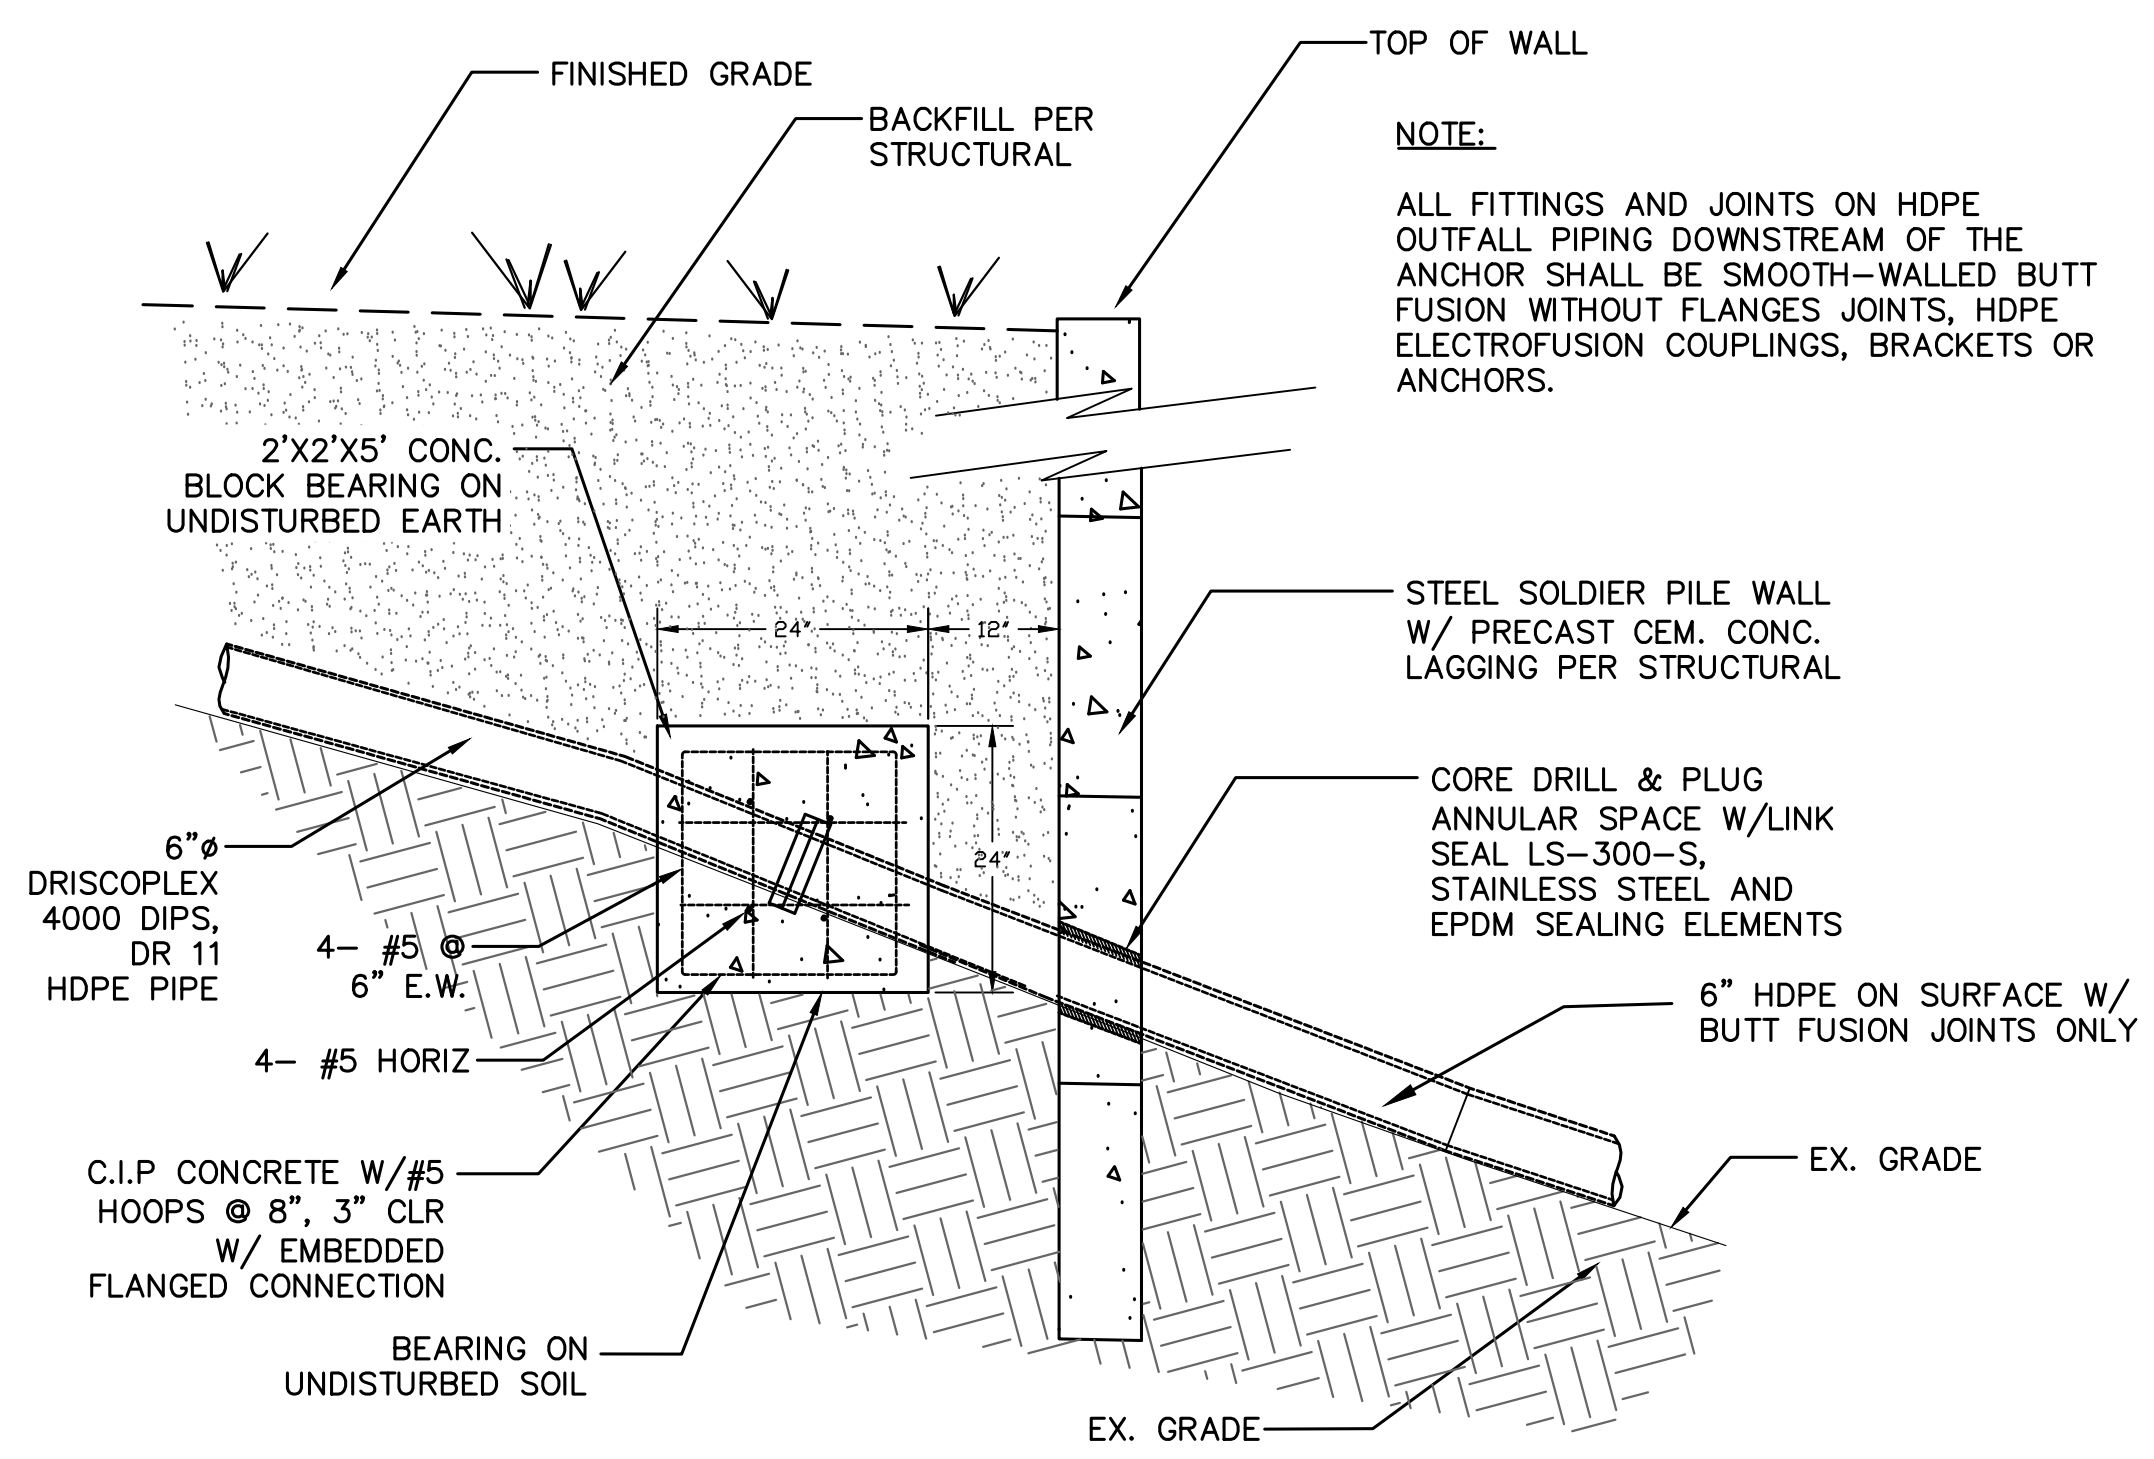 TOP OF WALL
FINISHED GRADE
BACKFILL PER
STRUCTURAL
NOTE:
ALL FITTINGS AND JOINTS ON HDPE
OUTFALL PIPING DOWNSTREAM OF THE
ANCHOR SHALL BE SMOOTH-WALLED BUTT
FUSION WITHOUT FLANGES JOINTS, HDPE
ELECTROFUSION COUPLINGS, BRACKETS OR
ANCHORS.
2'X2'X5' CONC.
BLOCK BEARING ON
UNDISTURBED EARTH
24"
12"
STEEL SOLDIER PILE WALL
W/ PRECAST CEM. CONC.
LAGGING PER STRUCTURAL
CORE DRILL & PLUG
ANNULAR SPACE W/LINK
SEAL LS-300-S,
STAINLESS STEEL AND
EPDM SEALING ELEMENTS
24"
6"ø
DRISCOPLEX
4000 DIPS,
DR 11
HDPE PIPE
4- #5 @
6" E.W.
6" HDPE ON SURFACE W/
BUTT FUSION JOINTS ONLY
4- #5 HORIZ
C.I.P CONCRETE W/#5
HOOPS @ 8", 3" CLR
W/ EMBEDDED
FLANGED CONNECTION
EX. GRADE
BEARING ON
UNDISTURBED SOIL
EX. GRADE